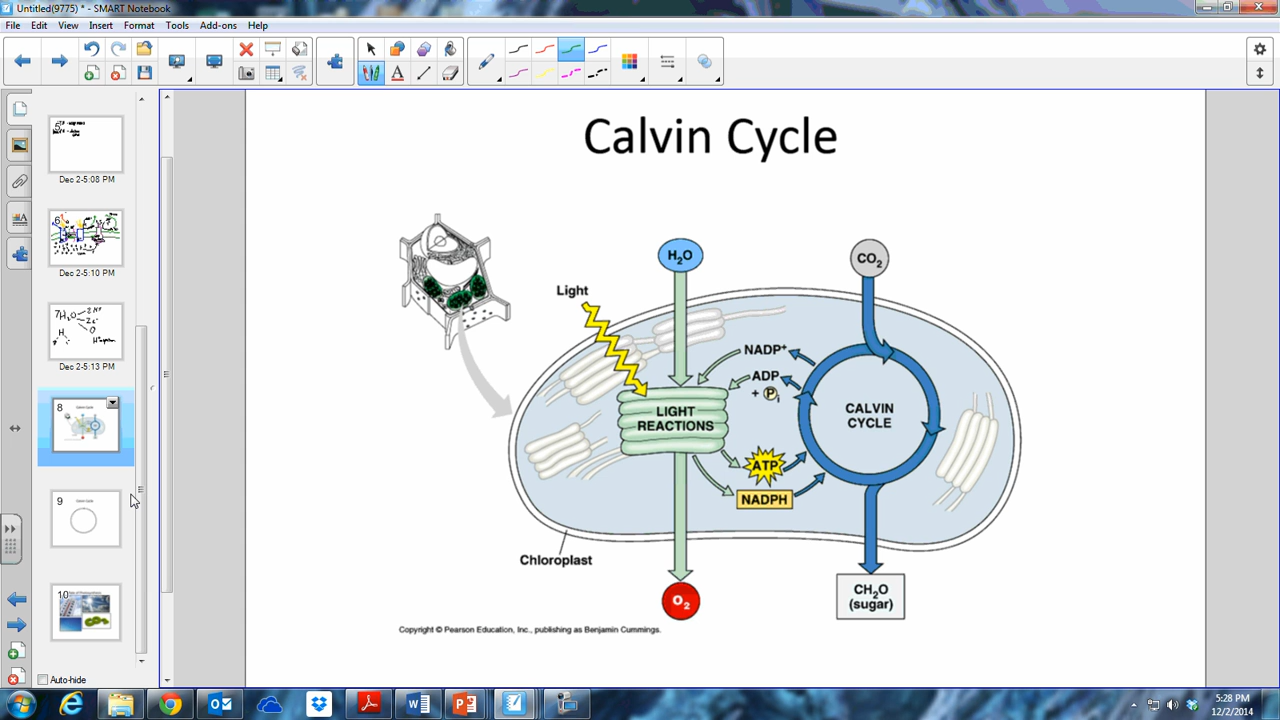 Untitled(9775) * - SMART Notebook
File Edit View Insert Format Tools Add-ons Help
Dec 2-5:08 PM
6
Dec 2-5:10 PM
Dec 2-5:13 PM
8
9
10
Auto-hide
Calvin Cycle
H₂O
CO₂
Light
NADP⁺
ADP
+ Pᵢ
LIGHT
REACTIONS
CALVIN
CYCLE
ATP
NADPH
Chloroplast
O₂
CH₂O
(sugar)
Copyright © Pearson Education, Inc., publishing as Benjamin Cummings.
5:28 PM
12/2/2014